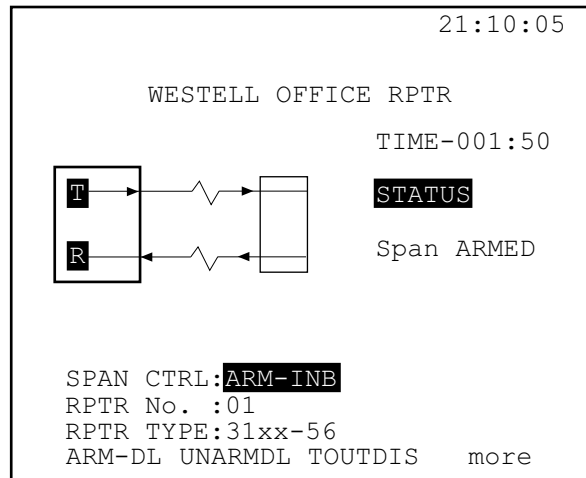 21:10:05
WESTELL OFFICE RPTR
TIME-001:50
T
STATUS
R
Span ARMED
SPAN CTRL:ARM-INB
RPTR No. :01
RPTR TYPE:31xx-56
ARM-DL UNARMDL TOUTDIS more